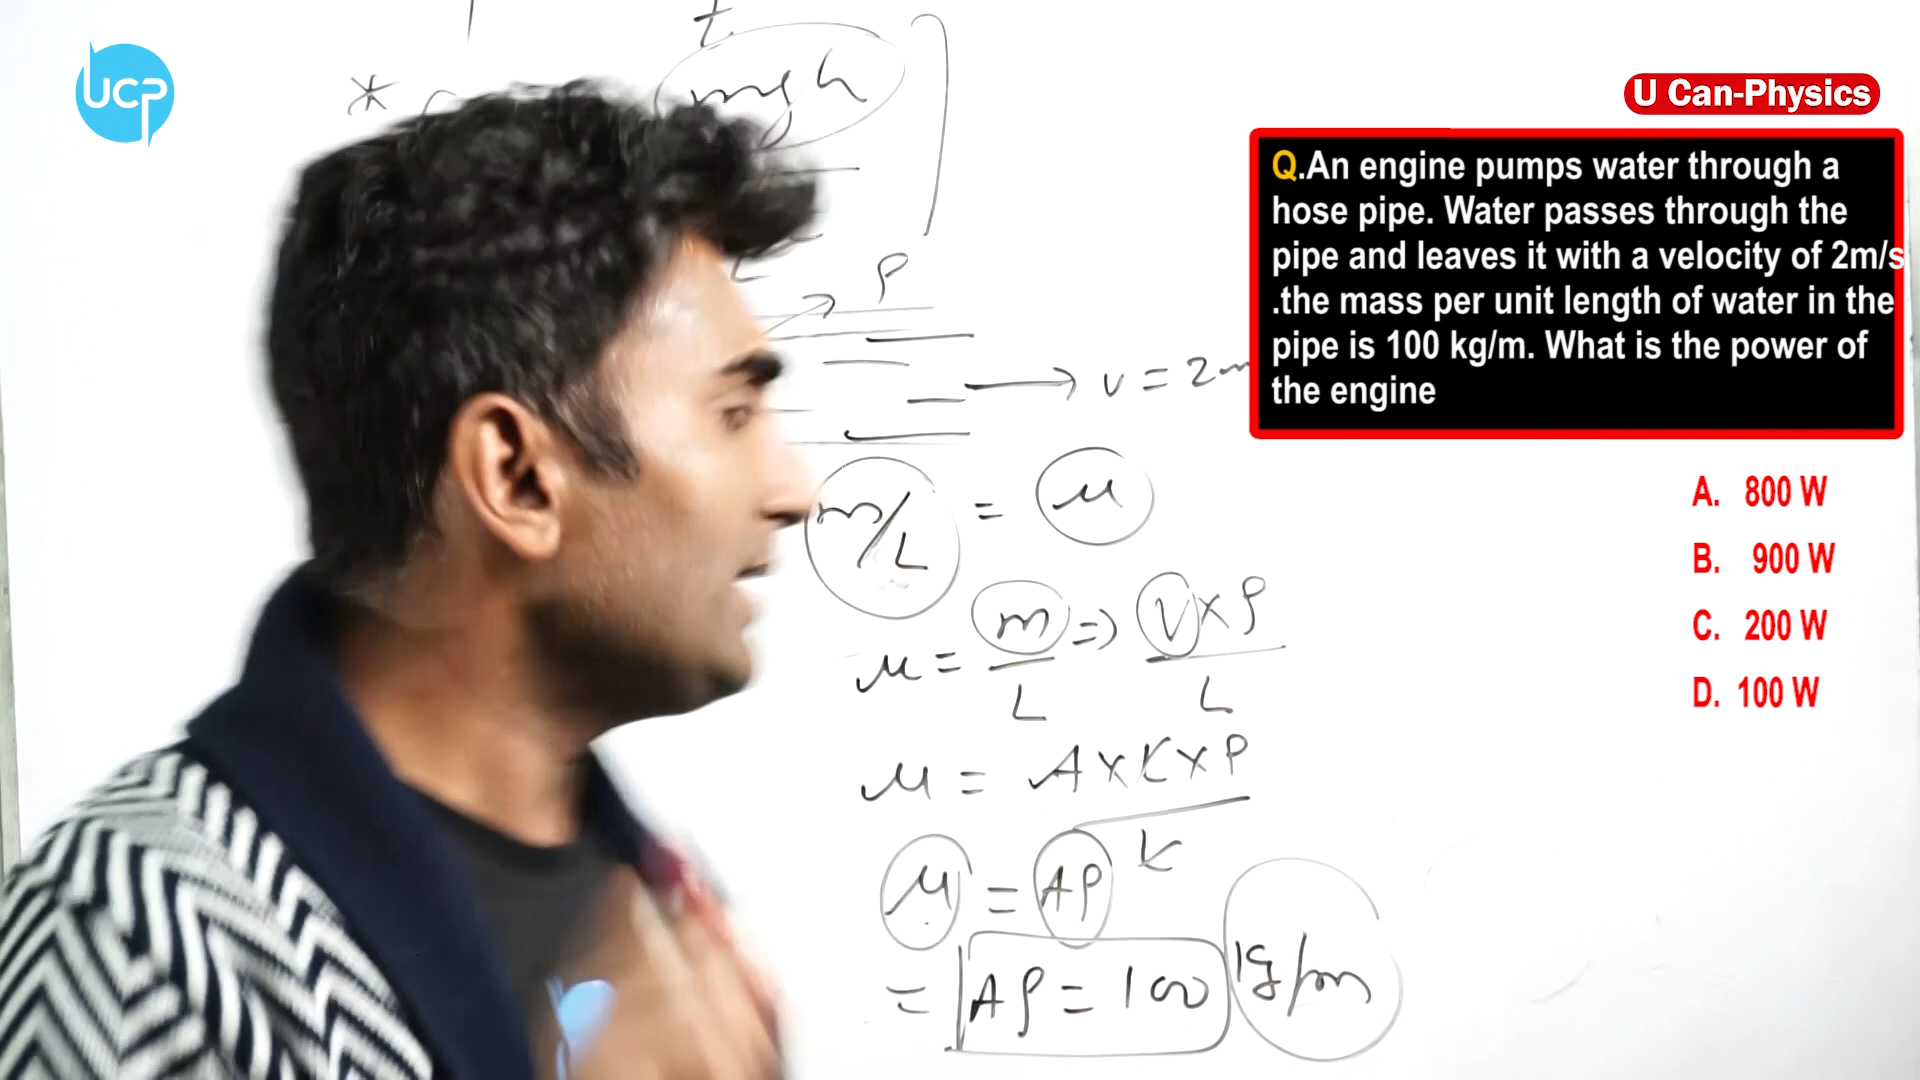 UCP
U Can-Physics
Q.An engine pumps water through a
hose pipe. Water passes through the
pipe and leaves it with a velocity of 2m/s
.the mass per unit length of water in the
pipe is 100 kg/m. What is the power of
the engine
A. 800 W
B. 900 W
C. 200 W
D. 100 W
t
*
mgh
ρ
v = 2m
m/L = μ
μ = m/L => V×ρ/L
μ = A×L×ρ/L
μ = Aρ
= Aρ = 100 kg/m